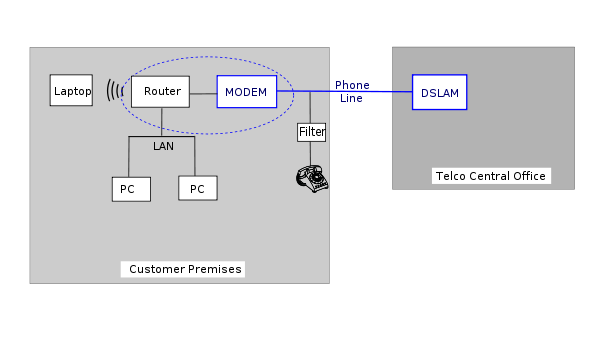 Laptop
Router
MODEM
Phone
Line
DSLAM
Filter
LAN
PC
PC
Telco Central Office
Customer Premises